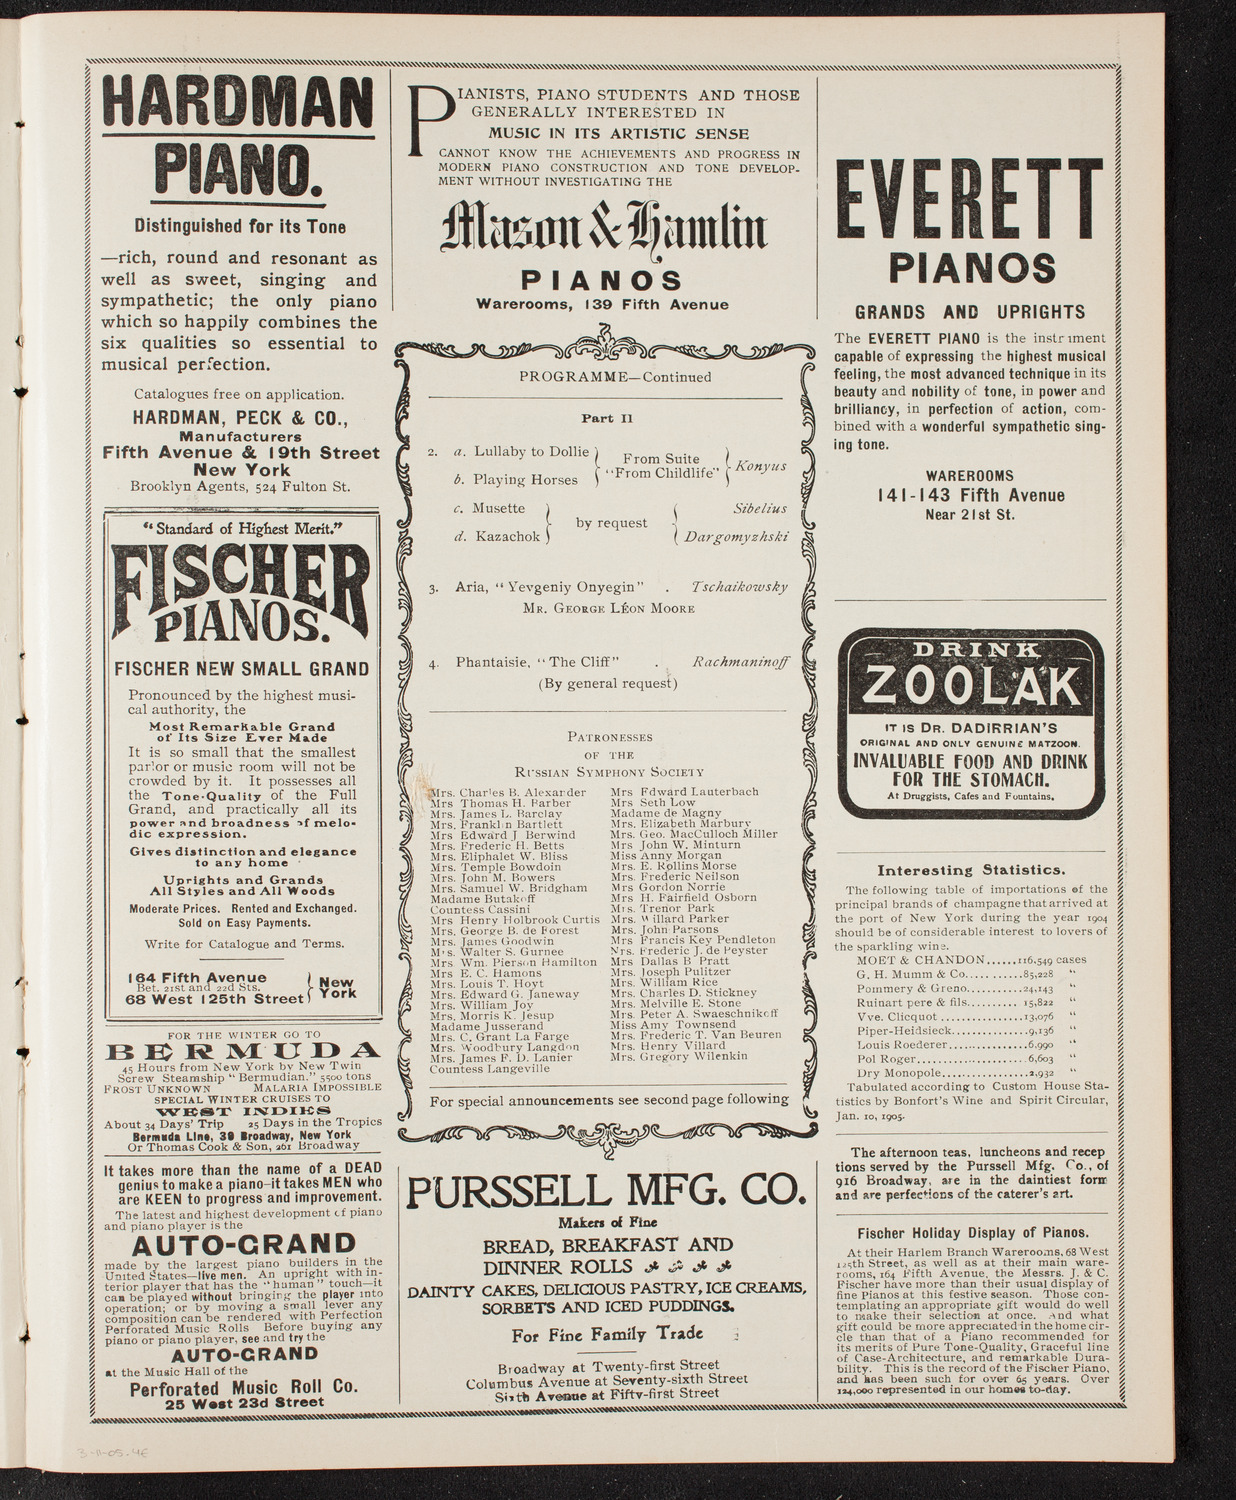 HARDMAN
PIANO.
Distinguished for its Tone
—rich, round and resonant as
well as sweet, singing and
sympathetic; the only piano
which so happily combines the
six qualities so essential to
musical perfection.
Catalogues free on application.
HARDMAN, PECK & CO.,
Manufacturers
Fifth Avenue & 19th Street
New York
Brooklyn Agents, 524 Fulton St.
"Standard of Highest Merit."
FISCHER
PIANOS.
FISCHER NEW SMALL GRAND
Pronounced by the highest musi-
cal authority, the
Most Remarkable Grand
of Its Size Ever Made
It is so small that the smallest
parlor or music room will not be
crowded by it. It possesses all
the Tone-Quality of the Full
Grand, and practically all its
power and broadness of melo-
dic expression.
Gives distinction and elegance
to any home
Uprights and Grands
All Styles and All Woods
Moderate Prices. Rented and Exchanged.
Sold on Easy Payments.
Write for Catalogue and Terms.
164 Fifth Avenue
Bet. 21st and 22d Sts.
68 West 125th Street
New
York
FOR THE WINTER GO TO
BERMUDA
45 Hours from New York by New Twin
Screw Steamship "Bermudian," 5500 tons
FROST UNKNOWN MALARIA IMPOSSIBLE
SPECIAL WINTER CRUISES TO
WEST INDIES
About 34 Days' Trip 25 Days in the Tropics
Bermuda Line, 39 Broadway, New York
Or Thomas Cook & Son, 261 Broadway
It takes more than the name of a DEAD
genius to make a piano—it takes MEN who
are KEEN to progress and improvement.
The latest and highest development of piano
and piano player is the
AUTO-GRAND
made by the largest piano builders in the
United States—live men. An upright with in-
terior player that has the "human" touch—it
can be played without bringing the player into
operation; or by moving a small lever any
composition can be rendered with Perfection
Perforated Music Rolls Before buying any
piano or piano player, see and try the
AUTO-GRAND
at the Music Hall of the
Perforated Music Roll Co.
25 West 23d Street
PIANISTS, PIANO STUDENTS AND THOSE
GENERALLY INTERESTED IN
MUSIC IN ITS ARTISTIC SENSE
CANNOT KNOW THE ACHIEVEMENTS AND PROGRESS IN
MODERN PIANO CONSTRUCTION AND TONE DEVELOP-
MENT WITHOUT INVESTIGATING THE
Mason & Hamlin
PIANOS
Warerooms, 139 Fifth Avenue
PROGRAMME—Continued
Part II
2. a. Lullaby to Dollie
b. Playing Horses
From Suite
"From Childlife"
Konyus
c. Musette
d. Kazachok
by request
Sibelius
Dargomyzhski
3. Aria, "Yevgeniy Onyegin" . Tschaikowsky
MR. GEORGE LÉON MOORE
4. Phantaisie, "The Cliff" . Rachmaninoff
(By general request)
PATRONESSES
OF THE
RUSSIAN SYMPHONY SOCIETY
Mrs. Charles B. Alexander
Mrs Thomas H. Barber
Mrs. James L. Barclay
Mrs. Franklin Bartlett
Mrs Edward J Berwind
Mrs. Frederic H. Betts
Mrs. Eliphalet W. Bliss
Mrs. Temple Bowdoin
Mrs. John M. Bowers
Mrs. Samuel W. Bridgham
Madame Butakoff
Countess Cassini
Mrs Henry Holbrook Curtis
Mrs. George B. de Forest
Mrs. James Goodwin
Mrs. Walter S. Gurnee
Mrs. Wm. Pierson Hamilton
Mrs E. C. Hamons
Mrs. Louis T. Hoyt
Mrs. Edward G. Janeway
Mrs. William Joy
Mrs. Morris K. Jesup
Madame Jusserand
Mrs. C. Grant La Farge
Mrs. Woodbury Langdon
Mrs. James F. D. Lanier
Countess Langeville
Mrs Edward Lauterbach
Mrs Seth Low
Madame de Magny
Mrs. Elizabeth Marbury
Mrs. Geo. MacCulloch Miller
Mrs John W. Minturn
Miss Anny Morgan
Mrs. E. Rollins Morse
Mrs. Frederic Neilson
Mrs Gordon Norrie
Mrs H. Fairfield Osborn
Mrs. Trenor Park
Mrs. Willard Parker
Mrs. John Parsons
Mrs Francis Key Pendleton
Mrs. Frederic J. de Peyster
Mrs Dallas B Pratt
Mrs. Joseph Pulitzer
Mrs. William Rice
Mrs. Charles D. Stickney
Mrs. Melville E. Stone
Mrs. Peter A. Swaeschnikoff
Miss Amy Townsend
Mrs. Frederic T. Van Beuren
Mrs. Henry Villard
Mrs. Gregory Wilenkin
For special announcements see second page following
PURSSELL MFG. CO.
Makers of Fine
BREAD, BREAKFAST AND
DINNER ROLLS
DAINTY CAKES, DELICIOUS PASTRY, ICE CREAMS,
SORBETS AND ICED PUDDINGS.
For Fine Family Trade
Broadway at Twenty-first Street
Columbus Avenue at Seventy-sixth Street
Sixth Avenue at Fifty-first Street
EVERETT
PIANOS
GRANDS AND UPRIGHTS
The EVERETT PIANO is the instrument
capable of expressing the highest musical
feeling, the most advanced technique in its
beauty and nobility of tone, in power and
brilliancy, in perfection of action, com-
bined with a wonderful sympathetic sing-
ing tone.
WAREROOMS
141-143 Fifth Avenue
Near 21st St.
DRINK
ZOOLAK
IT IS DR. DADIRRIAN'S
ORIGINAL AND ONLY GENUINE MATZOON.
INVALUABLE FOOD AND DRINK
FOR THE STOMACH.
At Druggists, Cafes and Fountains.
Interesting Statistics.
The following table of importations of the
principal brands of champagne that arrived at
the port of New York during the year 1904
should be of considerable interest to lovers of
the sparkling wine.
MOET & CHANDON......116,549 cases
G. H. Mumm & Co..........85,228 "
Pommery & Greno..........24,143 "
Ruinart pere & fils.......... 15,822 "
Vve. Clicquot ................13,076 "
Piper-Heidsieck..............9,136 "
Louis Roederer...............6,990 "
Pol Roger.................... 6,603 "
Dry Monopole................2,932 "
Tabulated according to Custom House Sta-
tistics by Bonfort's Wine and Spirit Circular,
Jan. 10, 1905.
The afternoon teas, luncheons and recep
tions served by the Purssell Mfg. Co., of
916 Broadway, are in the daintiest form
and are perfections of the caterer's art.
Fischer Holiday Display of Pianos.
At their Harlem Branch Warerooms, 68 West
125th Street, as well as at their main ware-
rooms, 164 Fifth Avenue, the Messrs. J. & C.
Fischer have more than their usual display of
fine Pianos at this festive season. Those con-
templating an appropriate gift would do well
to make their selection at once. And what
gift could be more appreciated in the home cir-
cle than that of a Piano recommended for
its merits of Pure Tone-Quality, Graceful line
of Case-Architecture, and remarkable Dura-
bility. This is the record of the Fischer Piano,
and has been such for over 65 years. Over
124,000 represented in our homes to-day.
3-11-05-4E